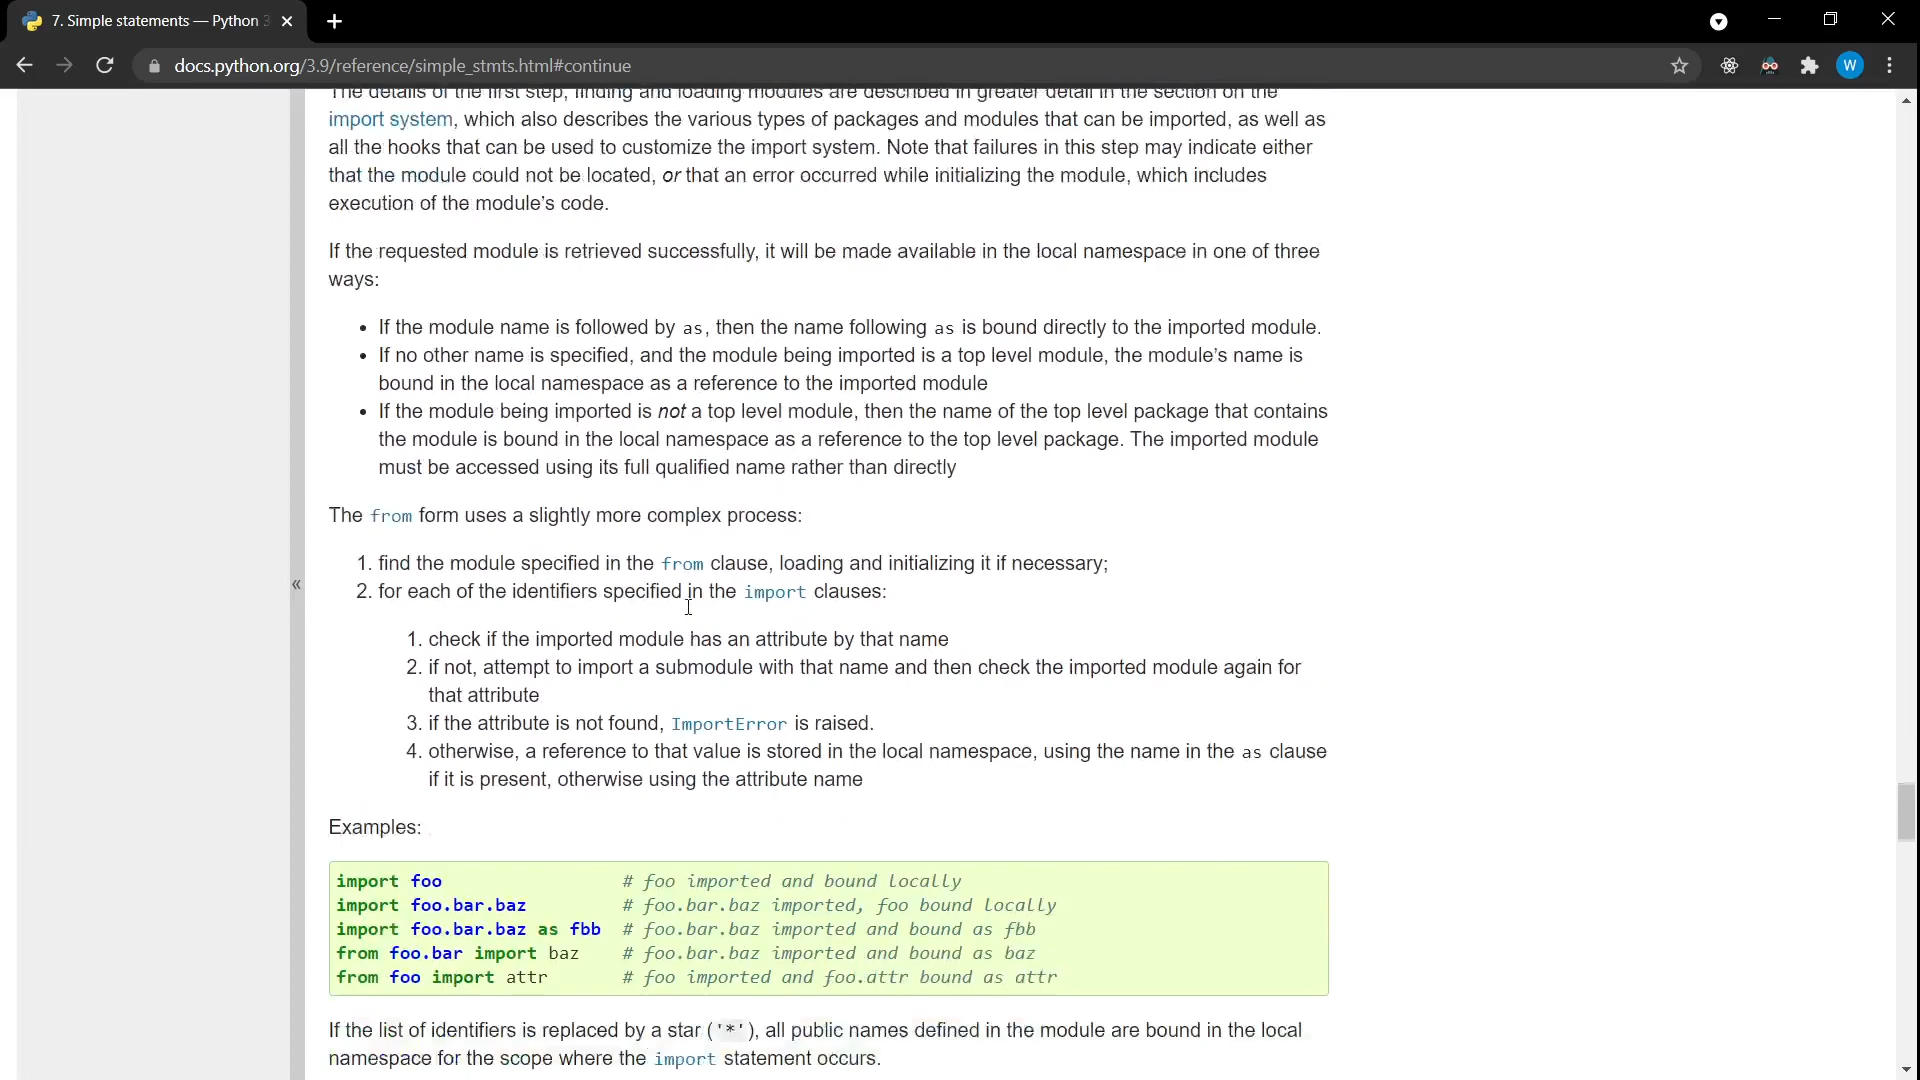 7. Simple statements — Python 3
docs.python.org/3.9/reference/simple_stmts.html#continue
W
The details of the first step, finding and loading modules are described in greater detail in the section on the
import system, which also describes the various types of packages and modules that can be imported, as well as
all the hooks that can be used to customize the import system. Note that failures in this step may indicate either
that the module could not be located, or that an error occurred while initializing the module, which includes
execution of the module’s code.
If the requested module is retrieved successfully, it will be made available in the local namespace in one of three
ways:
• If the module name is followed by as, then the name following as is bound directly to the imported module.
• If no other name is specified, and the module being imported is a top level module, the module’s name is
bound in the local namespace as a reference to the imported module
• If the module being imported is not a top level module, then the name of the top level package that contains
the module is bound in the local namespace as a reference to the top level package. The imported module
must be accessed using its full qualified name rather than directly
The from form uses a slightly more complex process:
1. find the module specified in the from clause, loading and initializing it if necessary;
«
2. for each of the identifiers specified in the import clauses:
1. check if the imported module has an attribute by that name
2. if not, attempt to import a submodule with that name and then check the imported module again for
that attribute
3. if the attribute is not found, ImportError is raised.
4. otherwise, a reference to that value is stored in the local namespace, using the name in the as clause
if it is present, otherwise using the attribute name
Examples:
import foo # foo imported and bound locally
import foo.bar.baz # foo.bar.baz imported, foo bound locally
import foo.bar.baz as fbb # foo.bar.baz imported and bound as fbb
from foo.bar import baz # foo.bar.baz imported and bound as baz
from foo import attr # foo imported and foo.attr bound as attr
If the list of identifiers is replaced by a star ('*'), all public names defined in the module are bound in the local
namespace for the scope where the import statement occurs.